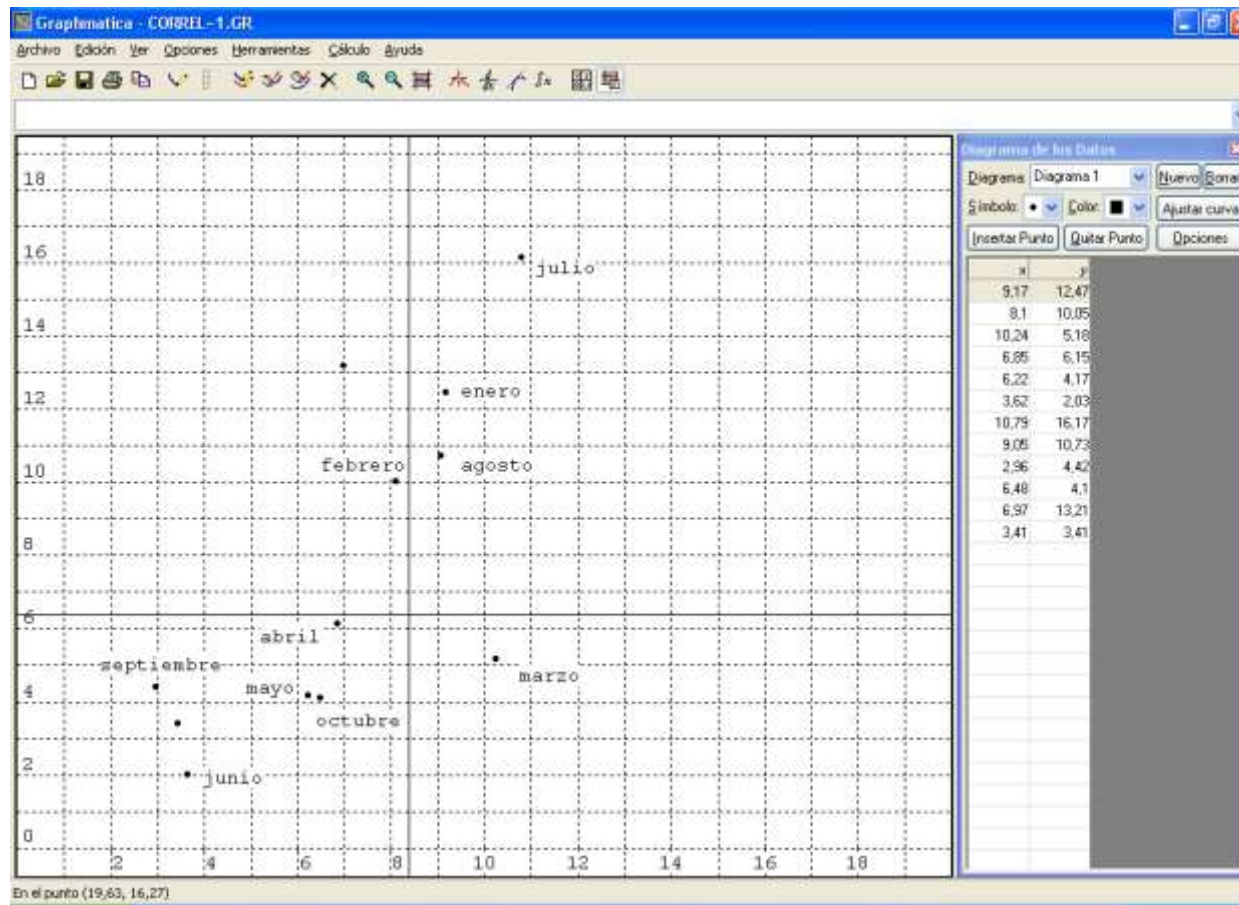 Graphmatica - CORREL~1.GR
Archivo Edición Ver Opciones Herramientas Cálculo Ayuda
Diagrama de los Datos
Diagrama: Diagrama 1 Nuevo Borrar
Símbolo: Color: Ajustar curva
Insertar Punto Quitar Punto Opciones
x y
9,17 12,47
8,1 10,05
10,24 5,18
6,85 6,15
6,22 4,17
3,62 2,03
10,79 16,17
9,05 10,73
2,96 4,42
6,48 4,1
6,97 13,21
3,41 3,41
18
16
julio
14
12
enero
febrero
agosto
10
8
6
abril
septiembre
marzo
4
mayo
octubre
2
junio
0
2 4 6 8 10 12 14 16 18
En el punto (19,63, 16,27)